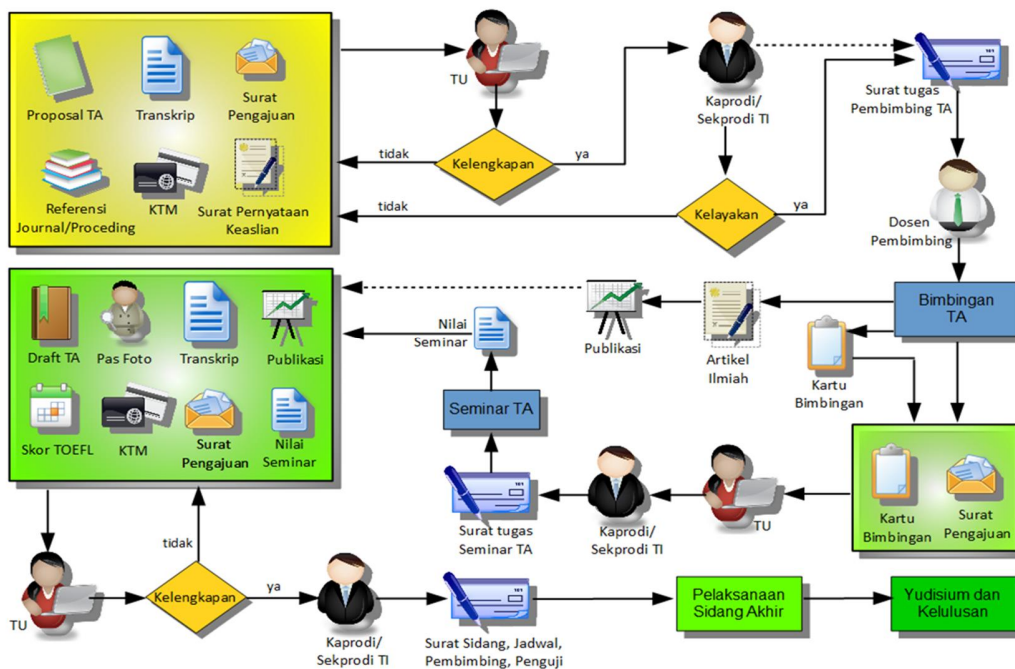 Proposal TA
Transkrip
Surat
Pengajuan
Referensi
Journal/Proceding
KTM
Surat Pernyataan
Keaslian
TU
Kelengkapan
tidak
ya
Kaprodi/
Sekprodi TI
Kelayakan
tidak
ya
Surat tugas
Pembimbing TA
Dosen
Pembimbing
Bimbingan
TA
Kartu
Bimbingan
Artikel
Ilmiah
Publikasi
Kartu
Bimbingan
Surat
Pengajuan
TU
Kaprodi/
Sekprodi TI
Surat tugas
Seminar TA
Seminar TA
Nilai
Seminar
Draft TA
Pas Foto
Transkrip
Publikasi
Skor TOEFL
KTM
Surat
Pengajuan
Nilai
Seminar
TU
Kelengkapan
tidak
ya
Kaprodi/
Sekprodi TI
Surat Sidang, Jadwal,
Pembimbing, Penguji
Pelaksanaan
Sidang Akhir
Yudisium dan
Kelulusan